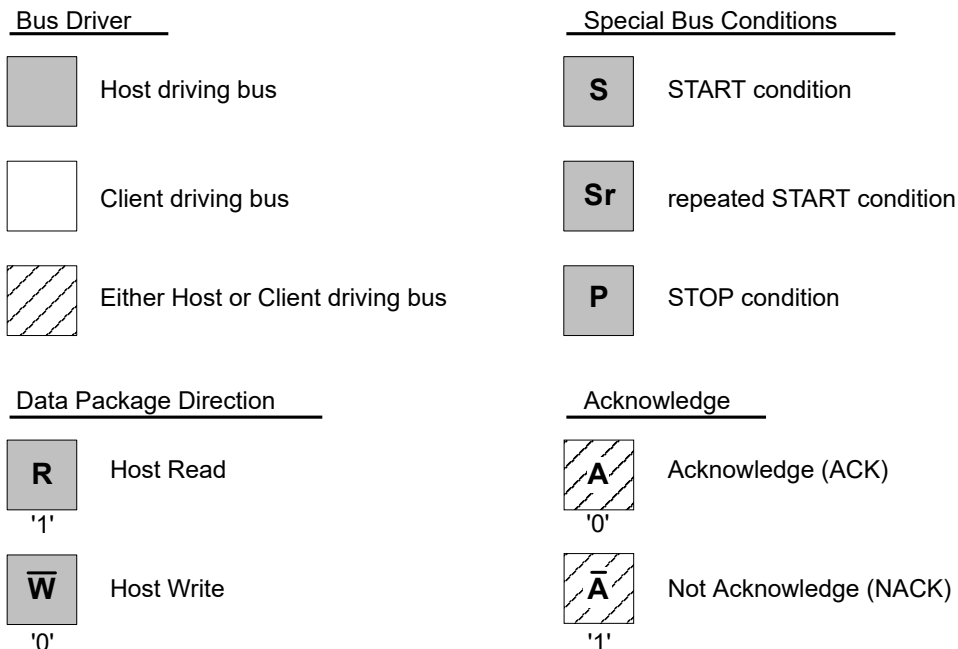 Bus Driver
Host driving bus
Client driving bus
Either Host or Client driving bus
Special Bus Conditions
S START condition
Sr repeated START condition
P STOP condition
Data Package Direction
R Host Read
'1'
W̅ Host Write
'0'
Acknowledge
A Acknowledge (ACK)
'0'
A̅ Not Acknowledge (NACK)
'1'